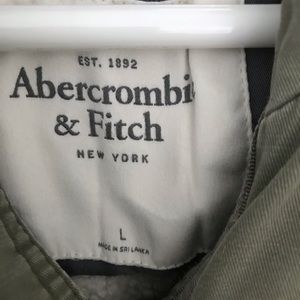 EST. 1892
Abercrombi
& Fitch
NEW YORK
L
MADE IN SRI LANKA